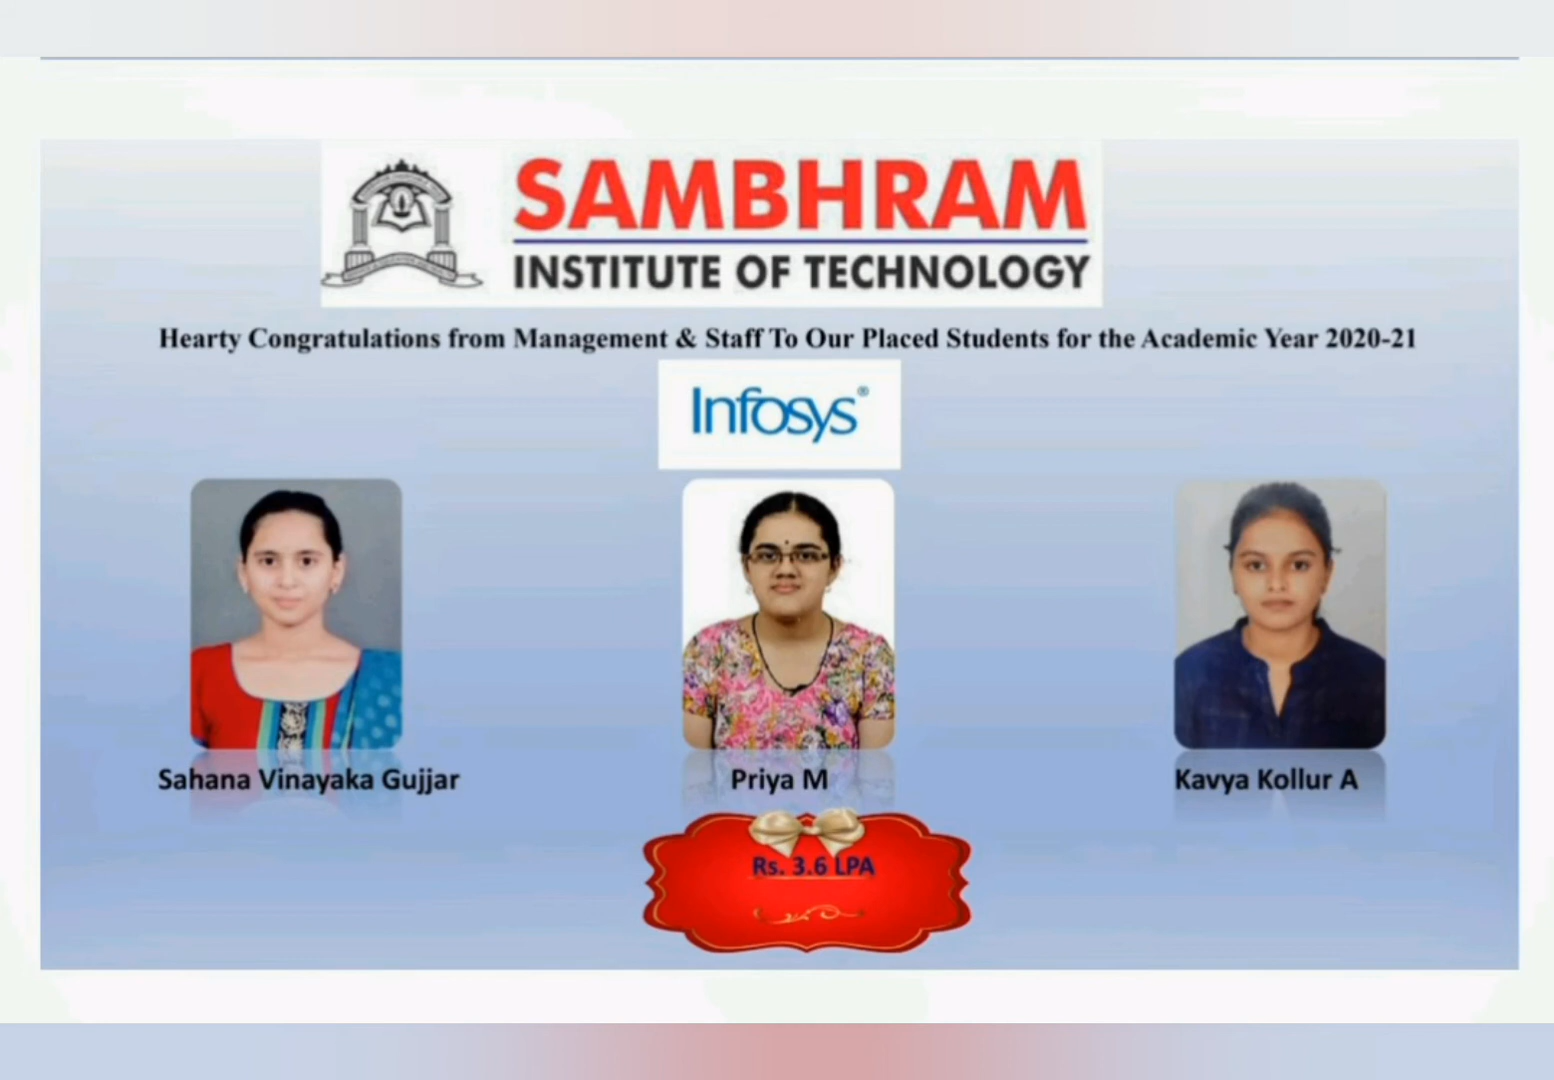 SAMBHRAM
INSTITUTE OF TECHNOLOGY
Hearty Congratulations from Management & Staff To Our Placed Students for the Academic Year 2020-21
Infosys®
Sahana Vinayaka Gujjar
Priya M
Kavya Kollur A
Rs. 3.6 LPA